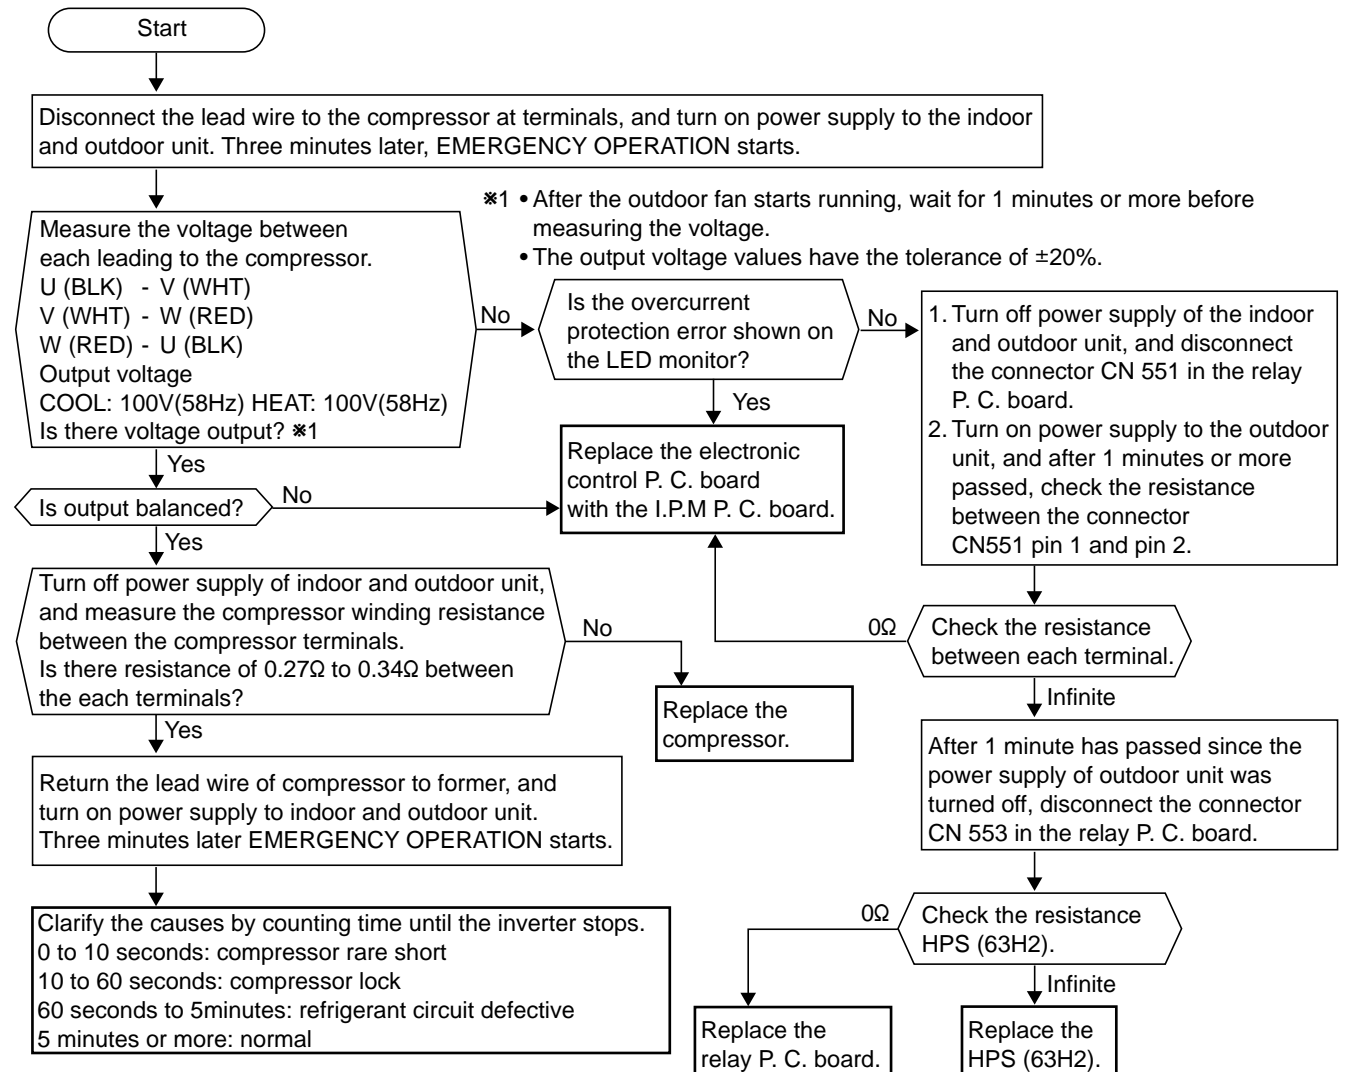 Start
Disconnect the lead wire to the compressor at terminals, and turn on power supply to the indoor
and outdoor unit. Three minutes later, EMERGENCY OPERATION starts.
※1 • After the outdoor fan starts running, wait for 1 minutes or more before
measuring the voltage.
• The output voltage values have the tolerance of ±20%.
Measure the voltage between
each leading to the compressor.
U (BLK) - V (WHT)
V (WHT) - W (RED)
W (RED) - U (BLK)
Output voltage
COOL: 100V(58Hz) HEAT: 100V(58Hz)
Is there voltage output? ※1
No
Is the overcurrent
protection error shown on
the LED monitor?
No
1. Turn off power supply of the indoor
and outdoor unit, and disconnect
the connector CN 551 in the relay
P. C. board.
2. Turn on power supply to the outdoor
unit, and after 1 minutes or more
passed, check the resistance
between the connector
CN551 pin 1 and pin 2.
Yes
Replace the electronic
control P. C. board
with the I.P.M P. C. board.
Yes
Is output balanced?
No
Yes
Turn off power supply of indoor and outdoor unit,
and measure the compressor winding resistance
between the compressor terminals.
Is there resistance of 0.27Ω to 0.34Ω between
the each terminals?
No
Replace the
compressor.
0Ω
Check the resistance
between each terminal.
Infinite
Yes
Return the lead wire of compressor to former, and
turn on power supply to indoor and outdoor unit.
Three minutes later EMERGENCY OPERATION starts.
After 1 minute has passed since the
power supply of outdoor unit was
turned off, disconnect the connector
CN 553 in the relay P. C. board.
Clarify the causes by counting time until the inverter stops.
0 to 10 seconds: compressor rare short
10 to 60 seconds: compressor lock
60 seconds to 5minutes: refrigerant circuit defective
5 minutes or more: normal
0Ω
Check the resistance
HPS (63H2).
Infinite
Replace the
relay P. C. board.
Replace the
HPS (63H2).